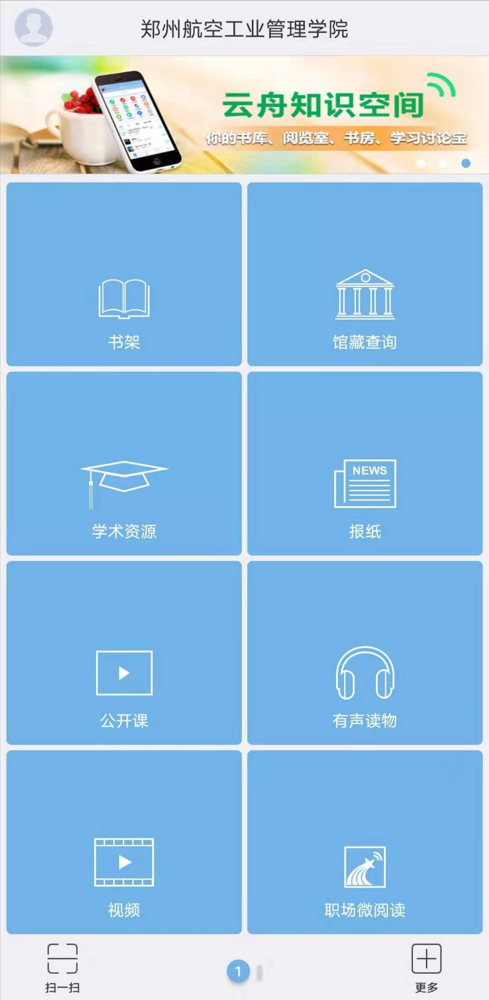 郑州航空工业管理学院
云舟知识空间
你的书库、阅览室、书房、学习讨论宝
书架
馆藏查询
学术资源
NEWS
报纸
公开课
有声读物
视频
职场微阅读
扫一扫
1
更多